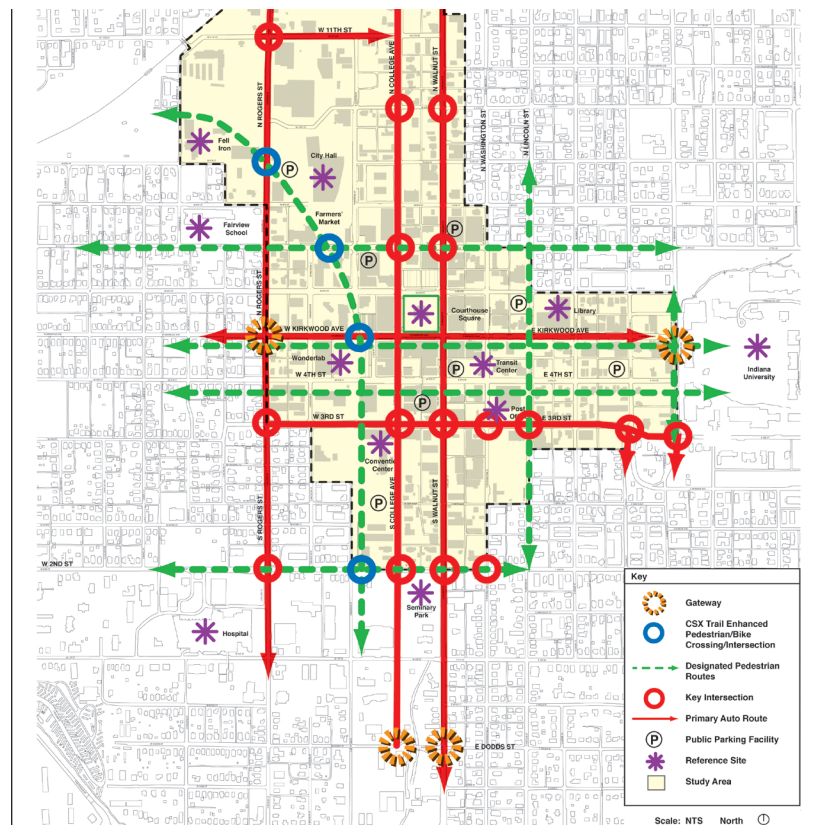 W 11TH ST
N COLLEGE AVE
N WALNUT ST
N ROGERS ST
N WASHINGTON ST
N LINCOLN ST
Fell
Iron
City Hall
P
Farmers'
Market
Fairview
School
P
P
N ROGERS ST
P
Courthouse
Square
Library
W KIRKWOOD AVE
E KIRKWOOD AVE
Wonderlab
W 4TH ST
P
Transit
Center
E 4TH ST
P
Indiana
University
P
W 3RD ST
Post
E 3RD ST
Center
P
S ROGERS ST
S COLLEGE AVE
S WALNUT ST
W 2ND ST
Seminary
Park
Hospital
E DODDS ST
Key
Gateway
CSX Trail Enhanced
Pedestrian/Bike
Crossing/Intersection
Designated Pedestrian
Routes
Key Intersection
Primary Auto Route
P Public Parking Facility
Reference Site
Study Area
Scale: NTS North